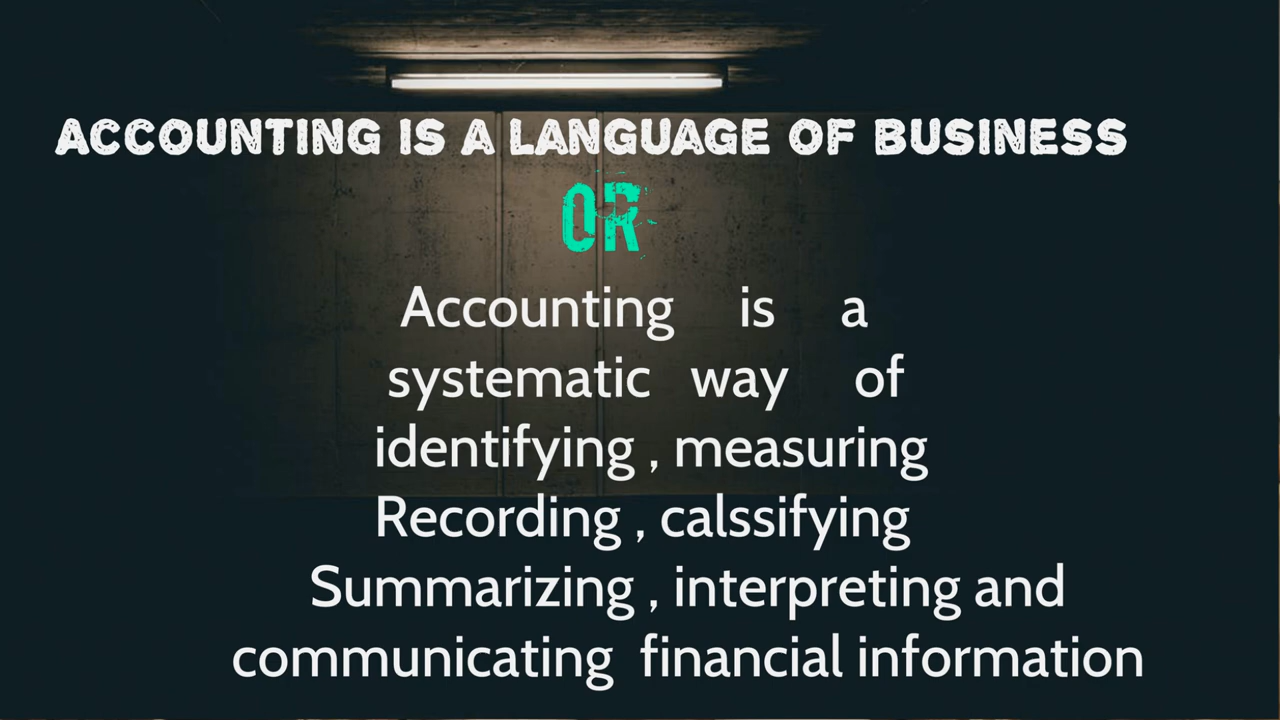 ACCOUNTING IS A LANGUAGE OF BUSINESS
OR
Accounting is a
systematic way of
identifying , measuring
Recording , calssifying
Summarizing , interpreting and
communicating financial information